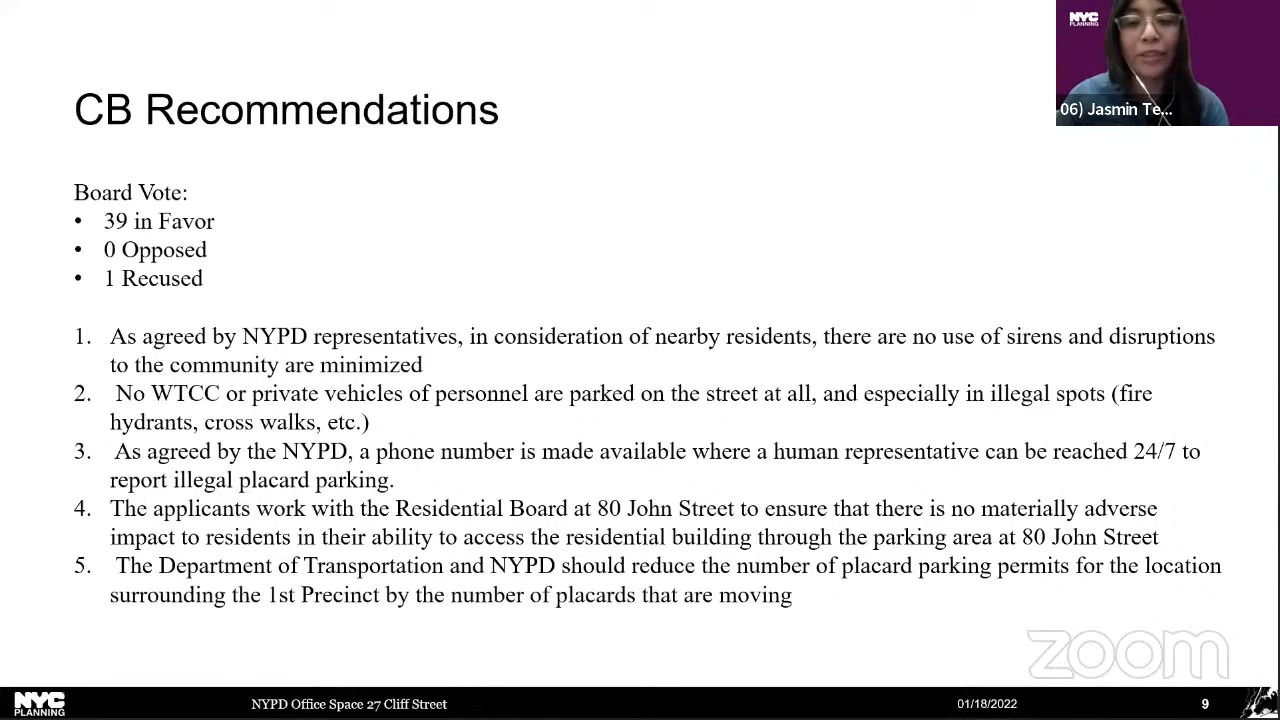 NYC
PLANNING
06) Jasmin Te...
CB Recommendations
Board Vote:
• 39 in Favor
• 0 Opposed
• 1 Recused
1. As agreed by NYPD representatives, in consideration of nearby residents, there are no use of sirens and disruptions
to the community are minimized
2. No WTCC or private vehicles of personnel are parked on the street at all, and especially in illegal spots (fire
hydrants, cross walks, etc.)
3. As agreed by the NYPD, a phone number is made available where a human representative can be reached 24/7 to
report illegal placard parking.
4. The applicants work with the Residential Board at 80 John Street to ensure that there is no materially adverse
impact to residents in their ability to access the residential building through the parking area at 80 John Street
5. The Department of Transportation and NYPD should reduce the number of placard parking permits for the location
surrounding the 1st Precinct by the number of placards that are moving
zoom
NYC
PLANNING
NYPD Office Space 27 Cliff Street
01/18/2022
9